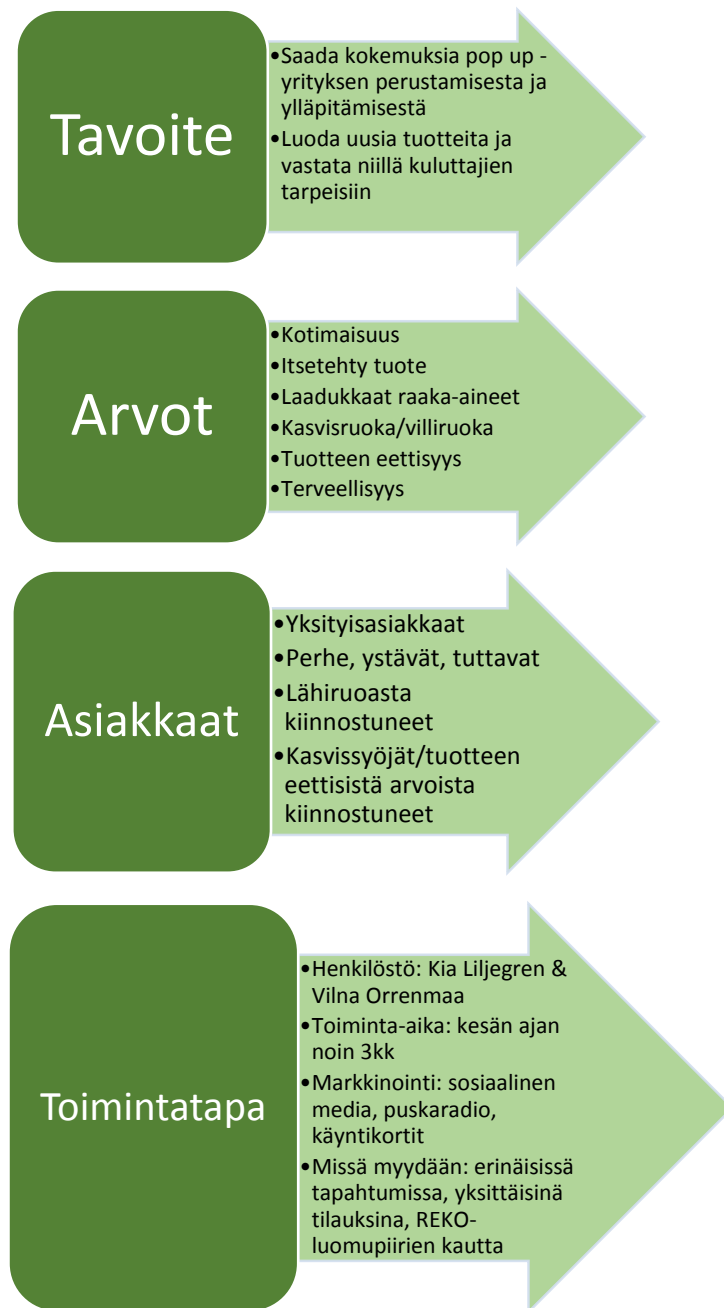 Tavoite
•Saada kokemuksia pop up -
yrityksen perustamisesta ja
ylläpitämisestä
•Luoda uusia tuotteita ja
vastata niillä kuluttajien
tarpeisiin
Arvot
•Kotimaisuus
•Itsetehty tuote
•Laadukkaat raaka-aineet
•Kasvisruoka/villiruoka
•Tuotteen eettisyys
•Terveellisyys
Asiakkaat
•Yksityisasiakkaat
•Perhe, ystävät, tuttavat
•Lähiruoasta
kiinnostuneet
•Kasvissyöjät/tuotteen
eettisistä arvoista
kiinnostuneet
Toimintatapa
•Henkilöstö: Kia Liljegren &
Vilna Orrenmaa
•Toiminta-aika: kesän ajan
noin 3kk
•Markkinointi: sosiaalinen
media, puskaradio,
käyntikortit
•Missä myydään: erinäisissä
tapahtumissa, yksittäisinä
tilauksina, REKO-
luomupiirien kautta